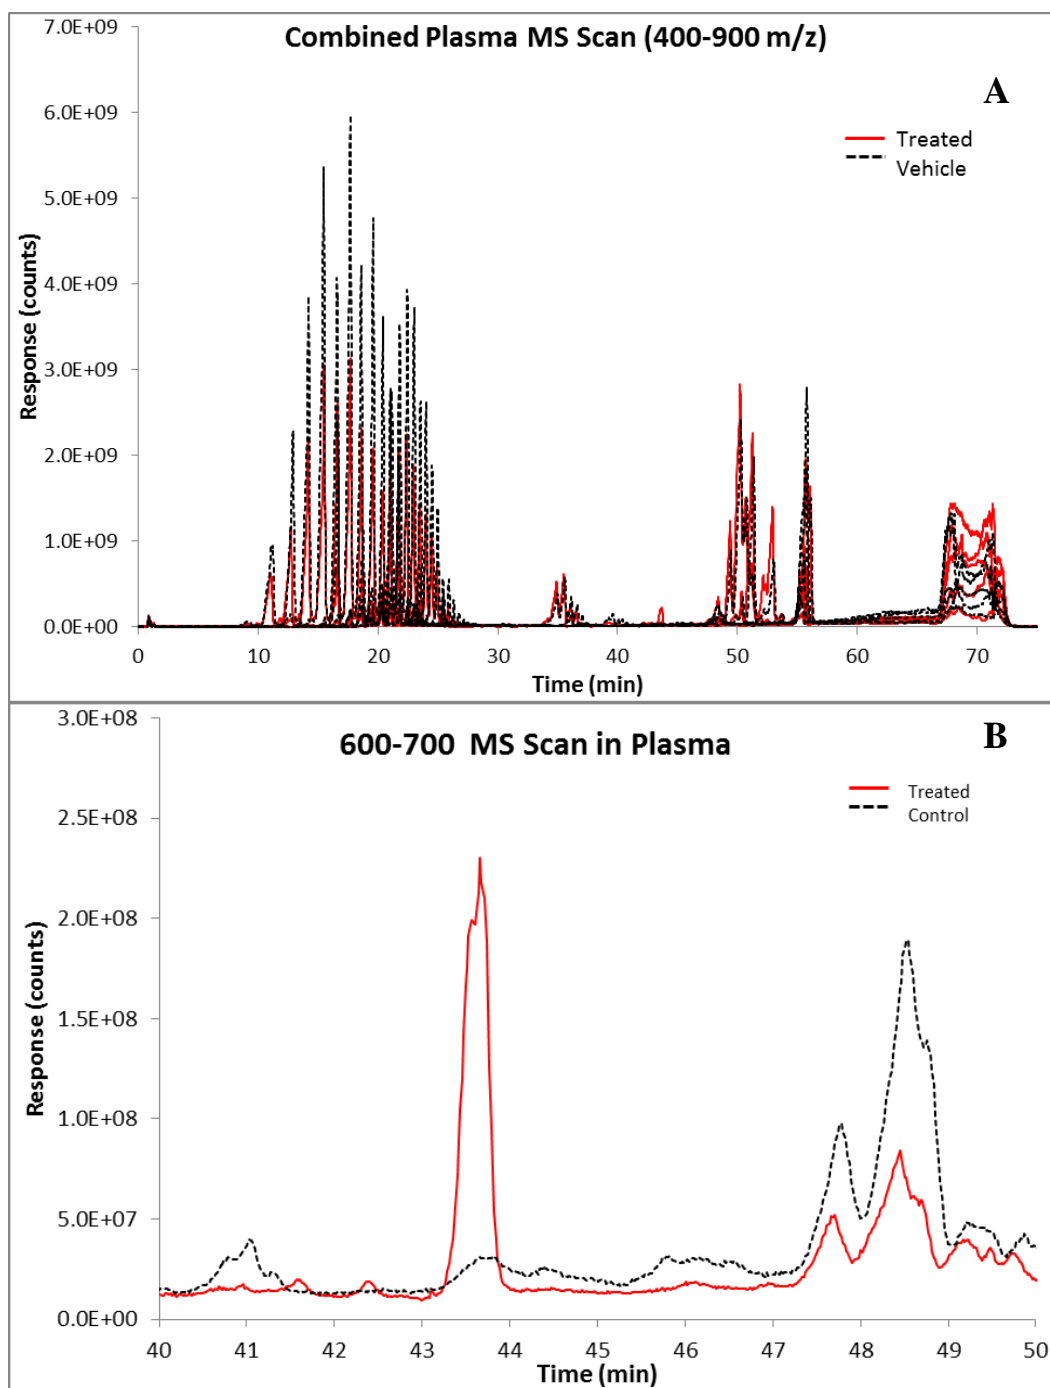 Combined Plasma MS Scan (400-900 m/z)
A
Treated
Vehicle
Response (counts)
7.0E+09
6.0E+09
5.0E+09
4.0E+09
3.0E+09
2.0E+09
1.0E+09
0.0E+00
0 10 20 30 40 50 60 70
Time (min)
600-700 MS Scan in Plasma
B
Treated
Control
Response (counts)
3.0E+08
2.5E+08
2.0E+08
1.5E+08
1.0E+08
5.0E+07
0.0E+00
40 41 42 43 44 45 46 47 48 49 50
Time (min)